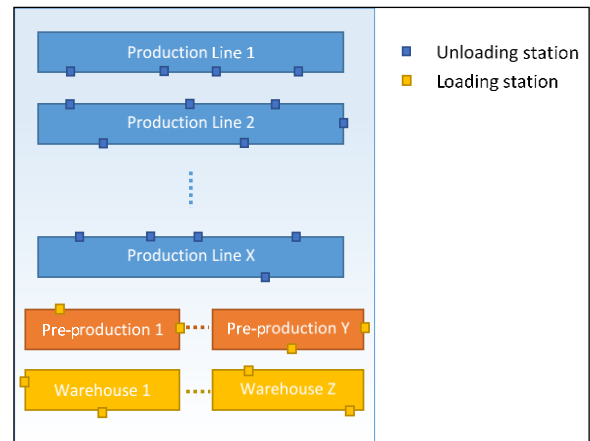 Production Line 1
Unloading station
Loading station
Production Line 2
Production Line X
Pre-production 1
Pre-production Y
Warehouse 1
Warehouse Z